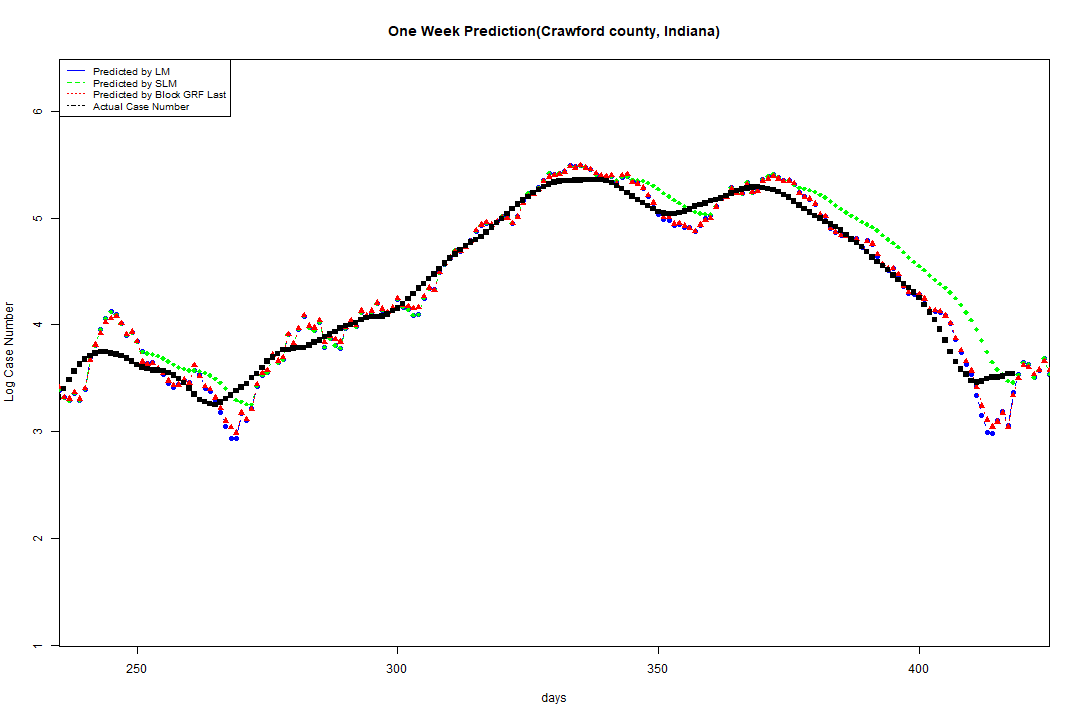 One Week Prediction(Crawford county, Indiana)
Predicted by LM
Predicted by SLM
Predicted by Block GRF Last
Actual Case Number
6
5
4
3
2
1
Log Case Number
250 300 350 400
days